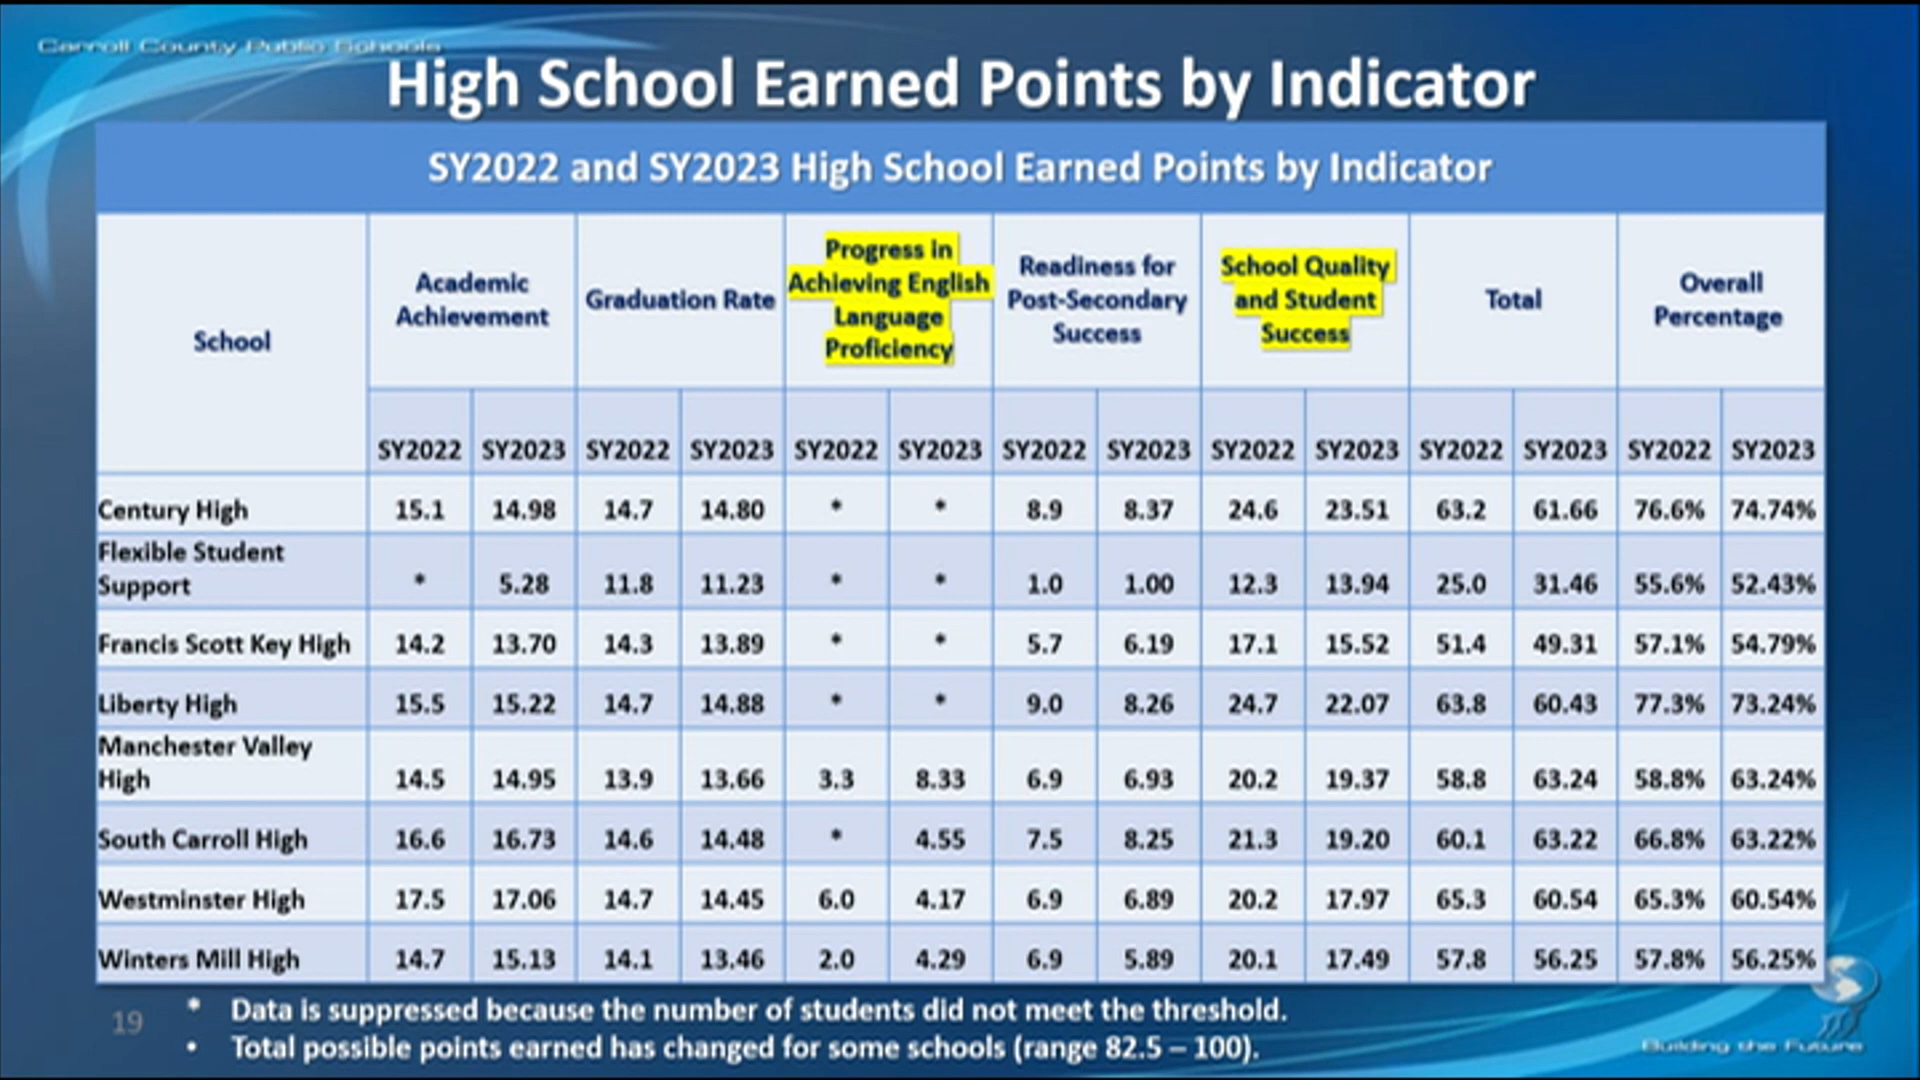 Carroll County Public Schools
High School Earned Points by Indicator
SY2022 and SY2023 High School Earned Points by Indicator
School
Academic
Achievement
Graduation Rate
Progress in
Achieving English
Language
Proficiency
Readiness for
Post-Secondary
Success
School Quality
and Student
Success
Total
Overall
Percentage
SY2022 SY2023 SY2022 SY2023 SY2022 SY2023 SY2022 SY2023 SY2022 SY2023 SY2022 SY2023 SY2022 SY2023
Century High 15.1 14.98 14.7 14.80 * * 8.9 8.37 24.6 23.51 63.2 61.66 76.6% 74.74%
Flexible Student
Support * 5.28 11.8 11.23 * * 1.0 1.00 12.3 13.94 25.0 31.46 55.6% 52.43%
Francis Scott Key High 14.2 13.70 14.3 13.89 * * 5.7 6.19 17.1 15.52 51.4 49.31 57.1% 54.79%
Liberty High 15.5 15.22 14.7 14.88 * * 9.0 8.26 24.7 22.07 63.8 60.43 77.3% 73.24%
Manchester Valley
High 14.5 14.95 13.9 13.66 3.3 8.33 6.9 6.93 20.2 19.37 58.8 63.24 58.8% 63.24%
South Carroll High 16.6 16.73 14.6 14.48 * 4.55 7.5 8.25 21.3 19.20 60.1 63.22 66.8% 63.22%
Westminster High 17.5 17.06 14.7 14.45 6.0 4.17 6.9 6.89 20.2 17.97 65.3 60.54 65.3% 60.54%
Winters Mill High 14.7 15.13 14.1 13.46 2.0 4.29 6.9 5.89 20.1 17.49 57.8 56.25 57.8% 56.25%
* Data is suppressed because the number of students did not meet the threshold.
• Total possible points earned has changed for some schools (range 82.5 – 100).
19
Building the Future